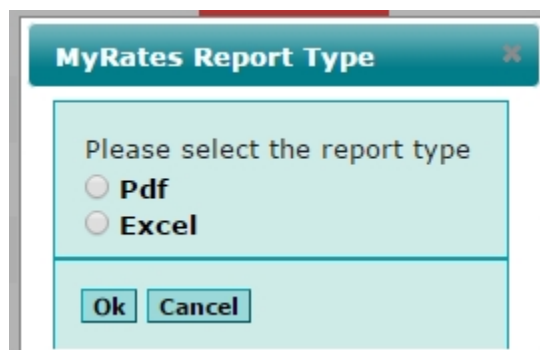 MyRates Report Type
Please select the report type
Pdf
Excel
Ok Cancel